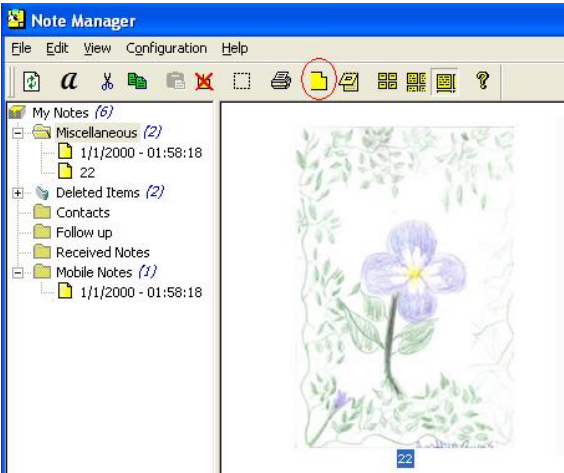 Note Manager
File Edit View Configuration Help
a ?
My Notes (6)
Miscellaneous (2)
1/1/2000 - 01:58:18
22
Deleted Items (2)
Contacts
Follow up
Received Notes
Mobile Notes (1)
1/1/2000 - 01:58:18
22